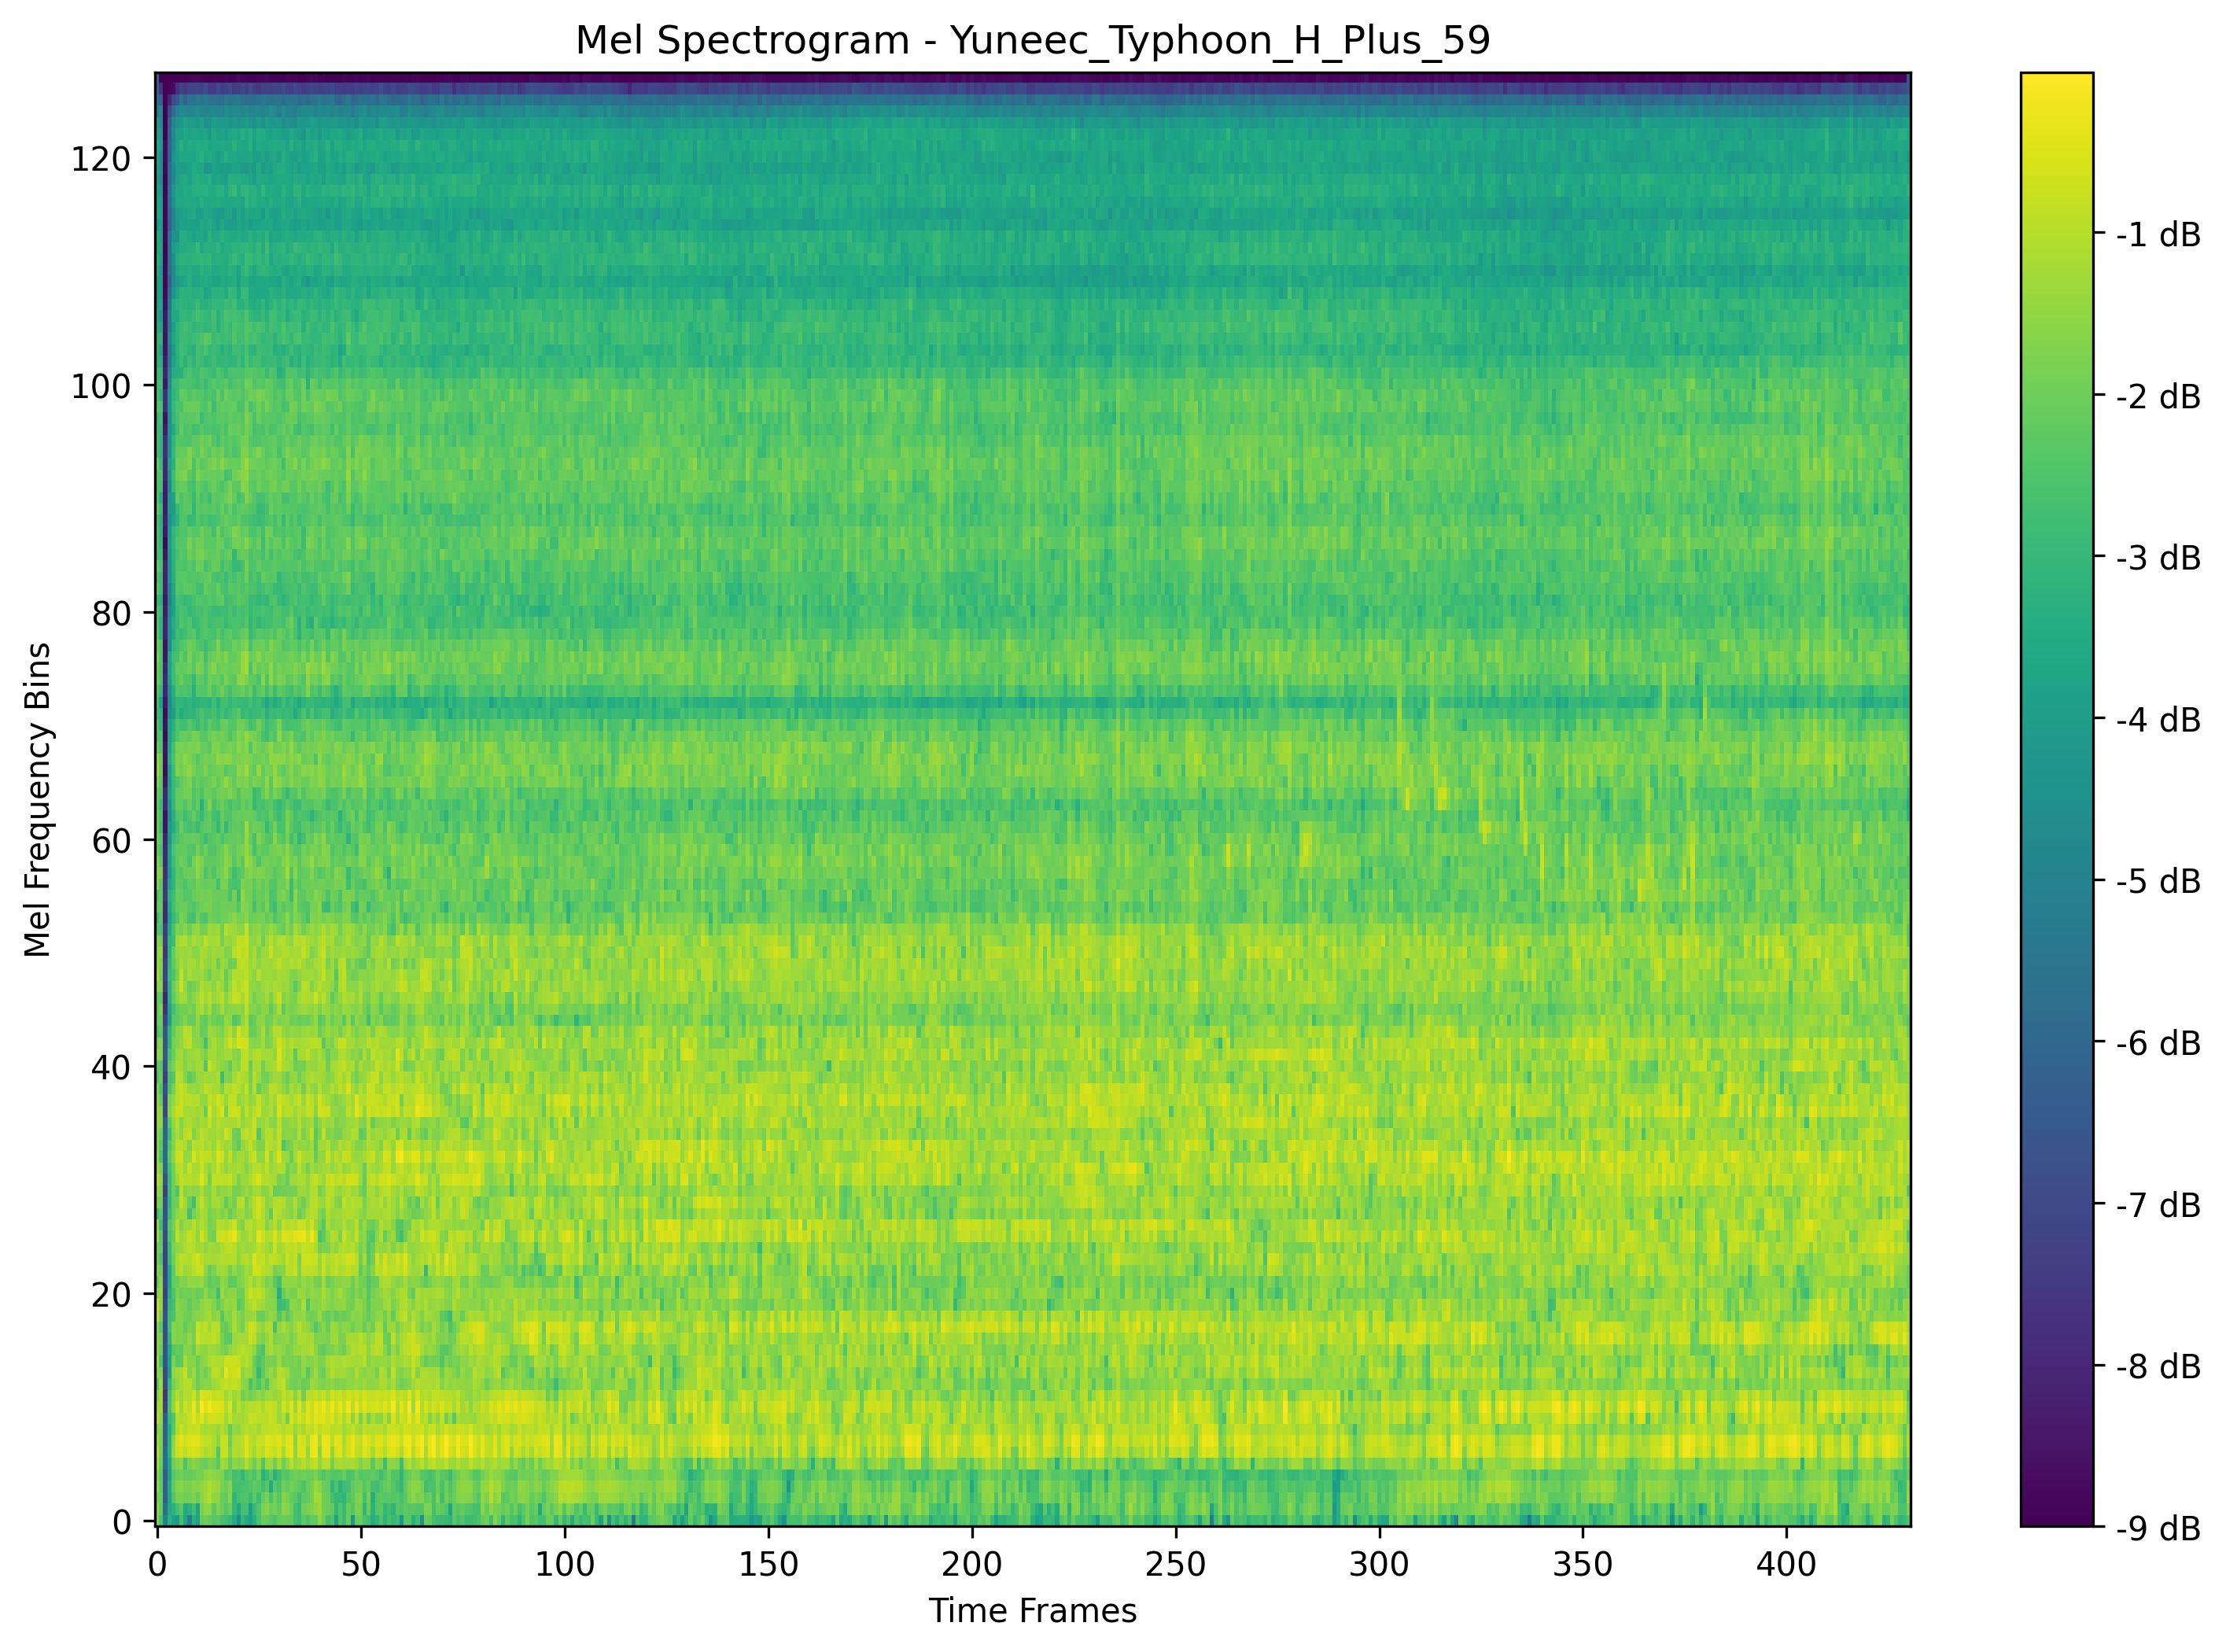 Mel Spectrogram - Yuneec_Typhoon_H_Plus_59
Mel Frequency Bins
120
100
80
60
40
20
0
0 50 100 150 200 250 300 350 400
Time Frames
-1 dB
-2 dB
-3 dB
-4 dB
-5 dB
-6 dB
-7 dB
-8 dB
-9 dB